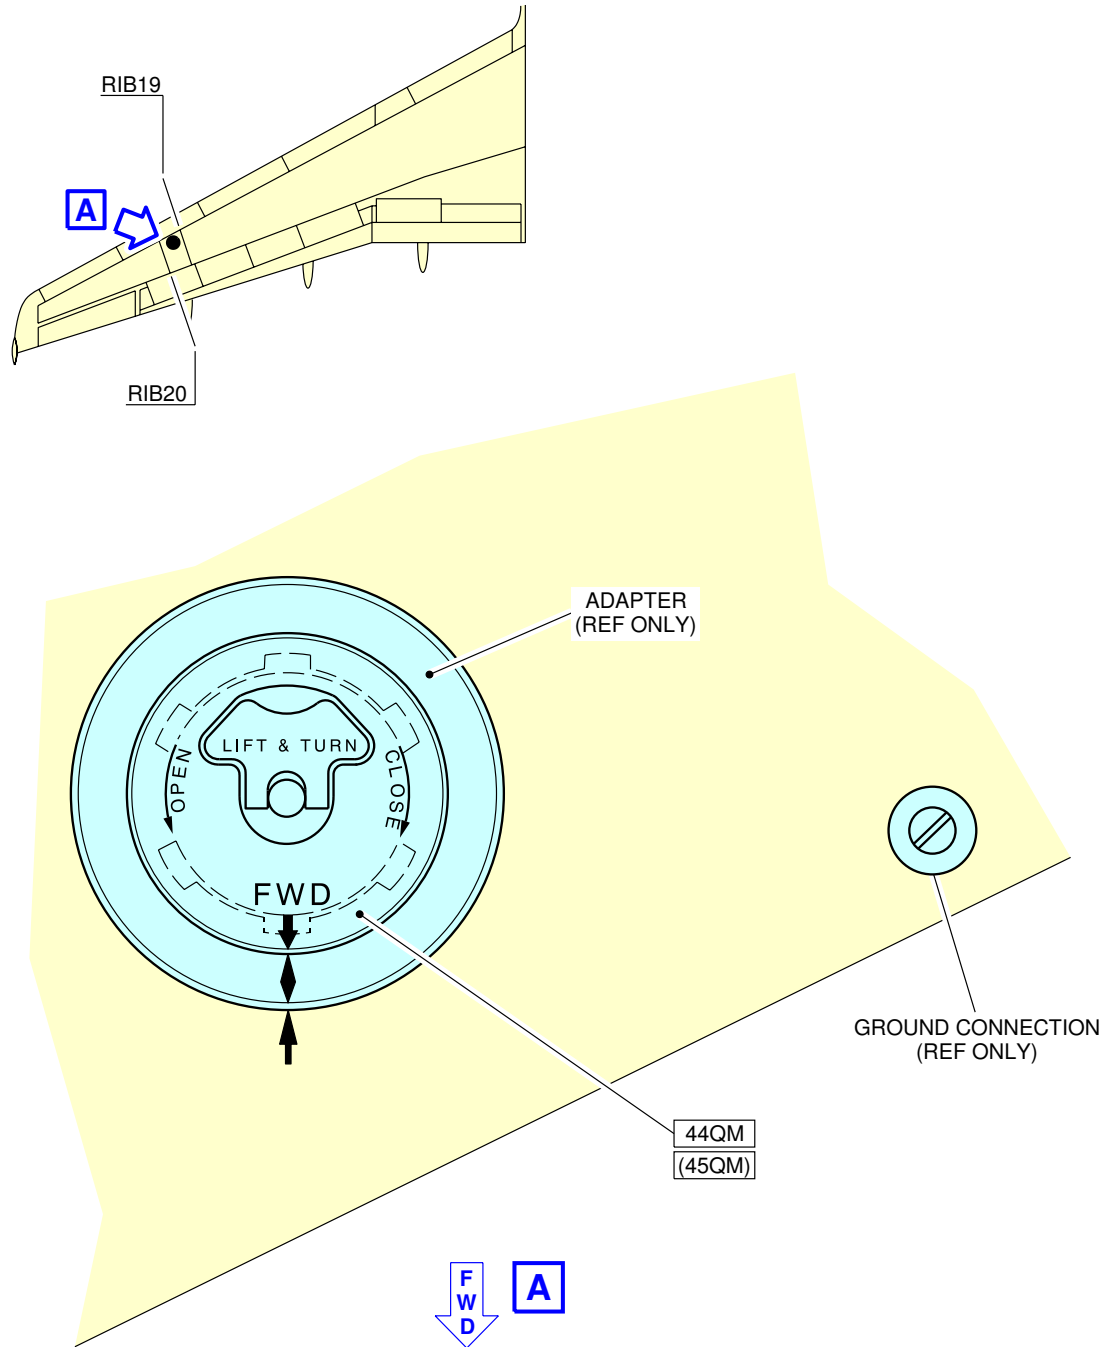 RIB19
A
RIB20
ADAPTER
(REF ONLY)
LIFT & TURN
OPEN
CLOSE
FWD
GROUND CONNECTION
(REF ONLY)
44QM
(45QM)
F
W
D
A